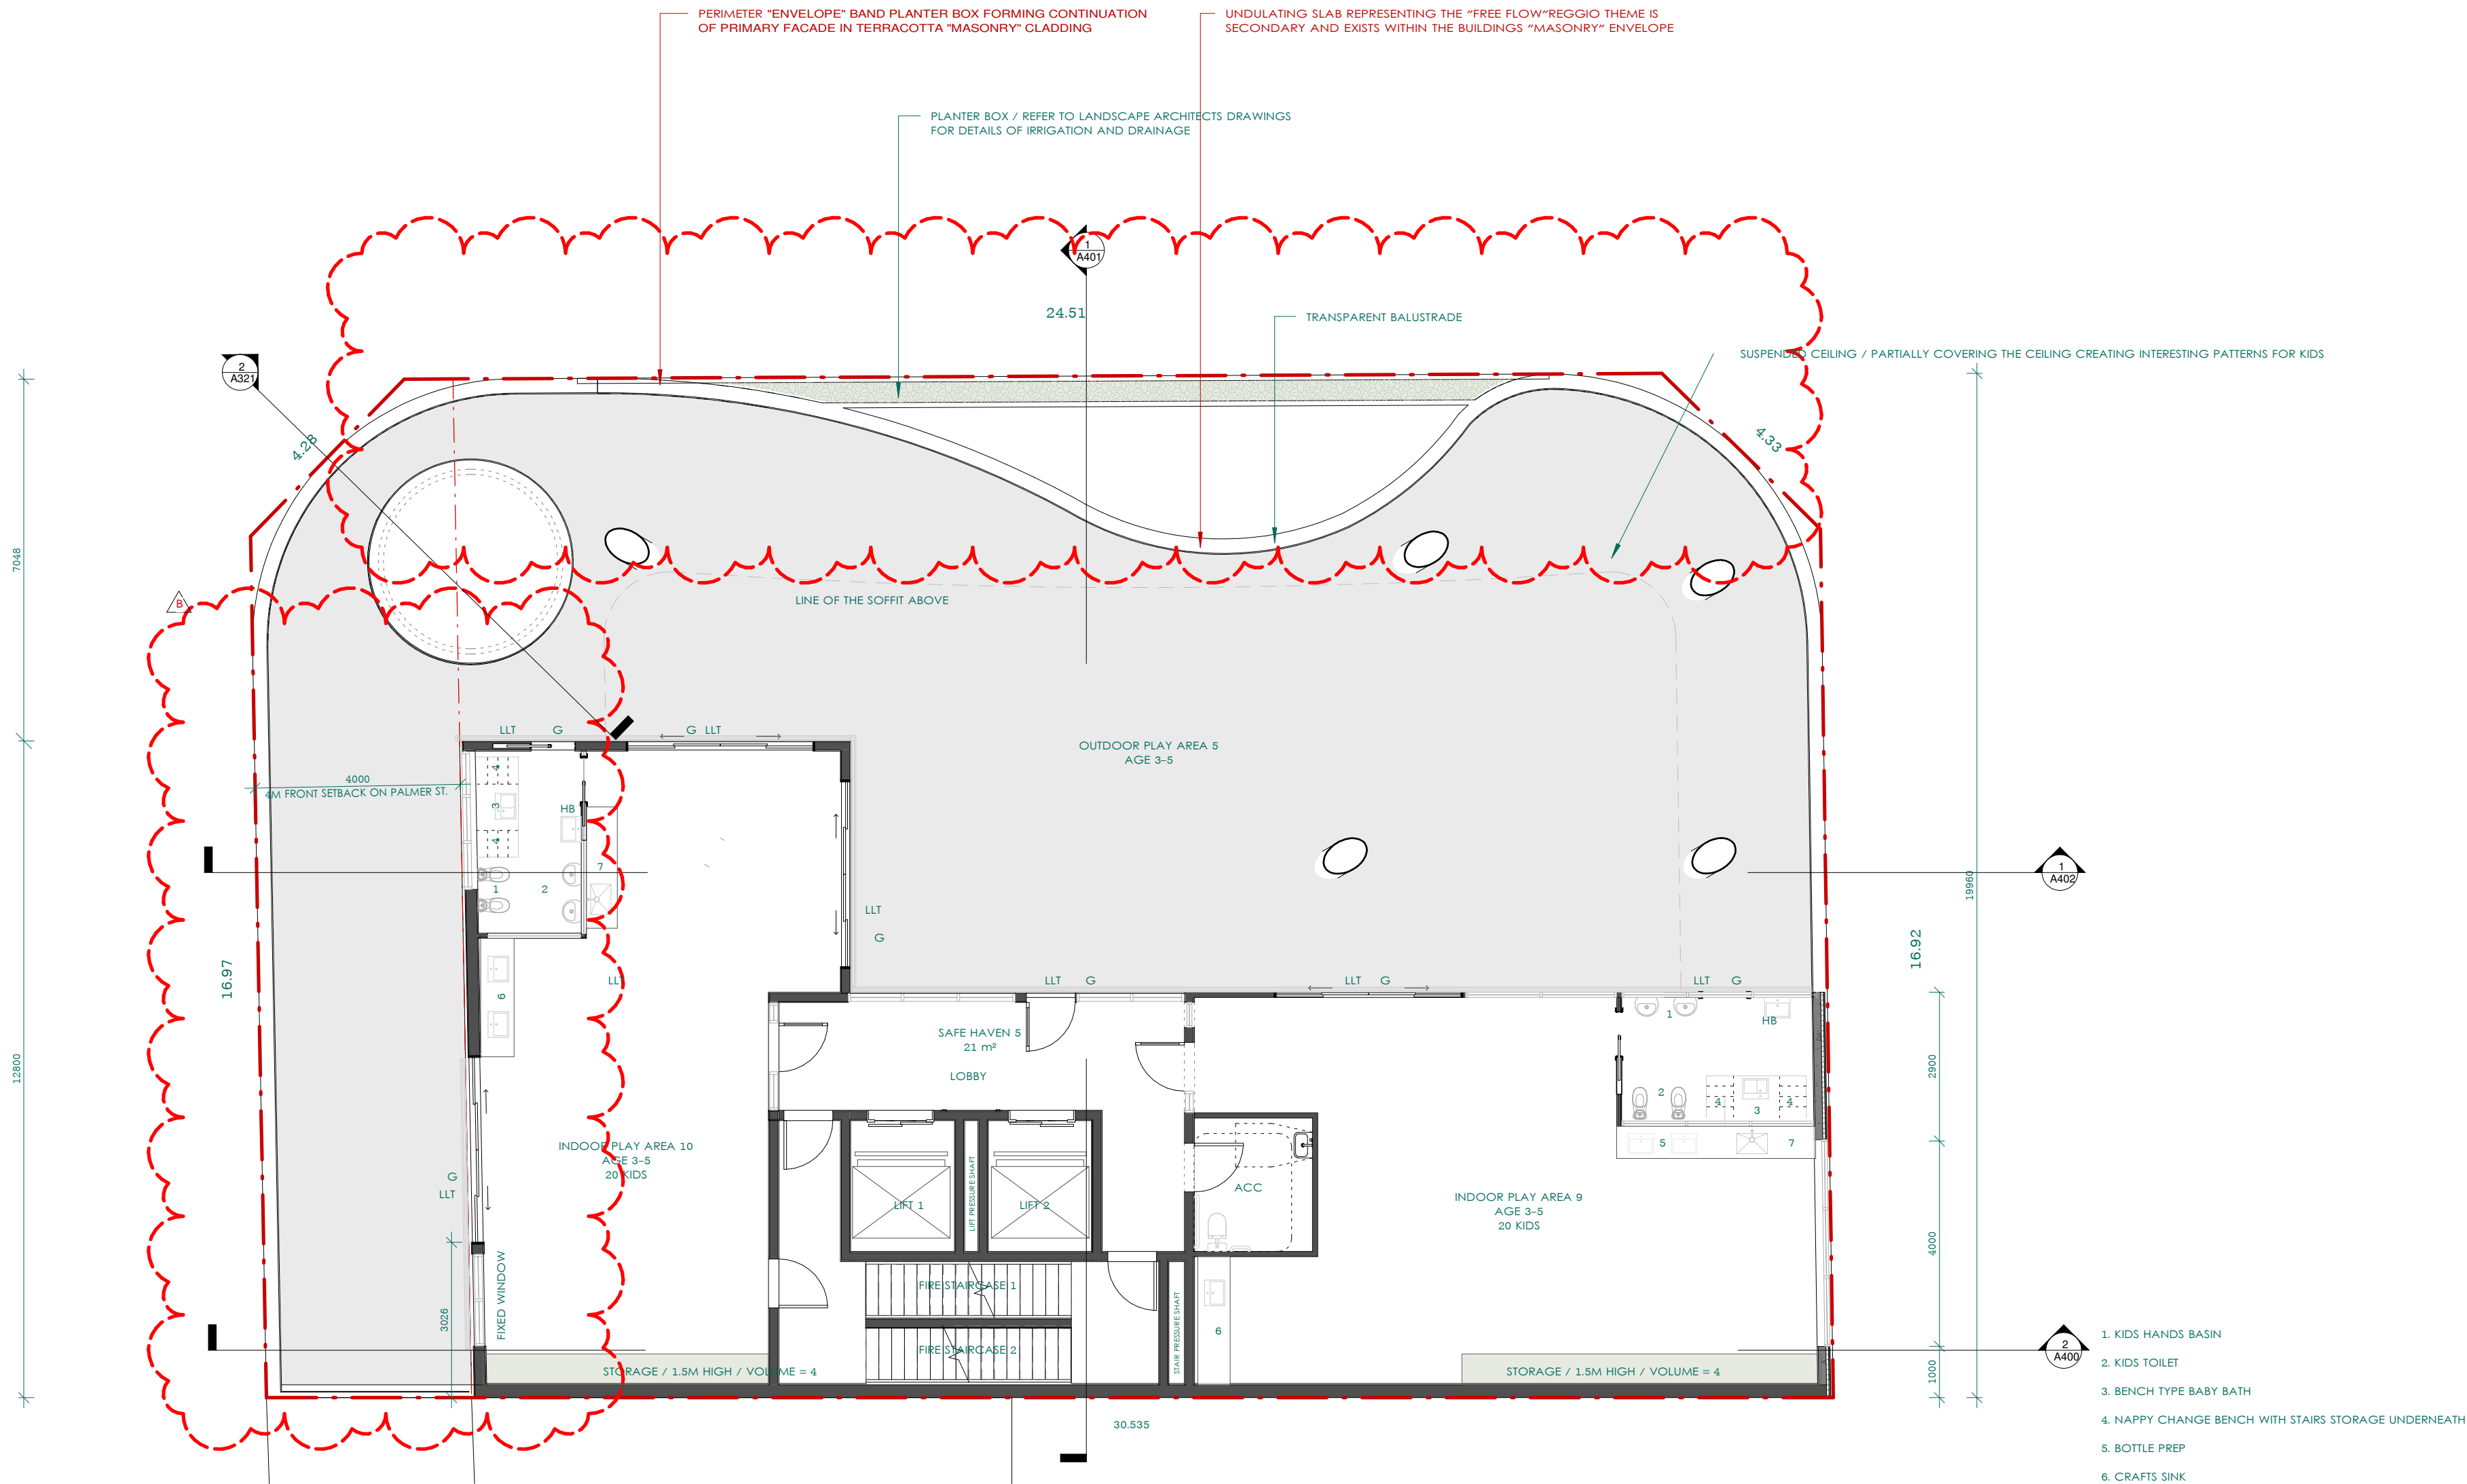 PERIMETER "ENVELOPE" BAND PLANTER BOX FORMING CONTINUATION
OF PRIMARY FACADE IN TERRACOTTA "MASONRY" CLADDING
UNDULATING SLAB REPRESENTING THE "FREE FLOW"REGGIO THEME IS
SECONDARY AND EXISTS WITHIN THE BUILDINGS "MASONRY" ENVELOPE
PLANTER BOX / REFER TO LANDSCAPE ARCHITECTS DRAWINGS
FOR DETAILS OF IRRIGATION AND DRAINAGE
1
A401
24.51
TRANSPARENT BALUSTRADE
SUSPENDED CEILING / PARTIALLY COVERING THE CEILING CREATING INTERESTING PATTERNS FOR KIDS
2
A321
4.28
4.33
7048
B
LINE OF THE SOFFIT ABOVE
LLT G
G LLT
OUTDOOR PLAY AREA 5
AGE 3-5
4000
4M FRONT SETBACK ON PALMER ST.
4
3
4
HB
7
1
2
1
A402
19960
LLT
G
16.97
16.92
6
LLT
LLT G
LLT G
LLT G
1
HB
SAFE HAVEN 5
21 m²
LOBBY
12800
2900
2
4
3
4
5
7
INDOOR PLAY AREA 10
AGE 3-5
20 KIDS
G
LLT
LIFT 1
LIFT PRESSURE SHAFT
LIFT 2
ACC
INDOOR PLAY AREA 9
AGE 3-5
20 KIDS
4000
FIXED WINDOW
3026
FIRE STAIRCASE 1
FIRE STAIRCASE 2
STAIR PRESSURE SHAFT
6
STORAGE / 1.5M HIGH / VOLUME = 4
STORAGE / 1.5M HIGH / VOLUME = 4
1000
2
A400
30.535
1. KIDS HANDS BASIN
2. KIDS TOILET
3. BENCH TYPE BABY BATH
4. NAPPY CHANGE BENCH WITH STAIRS STORAGE UNDERNEATH
5. BOTTLE PREP
6. CRAFTS SINK